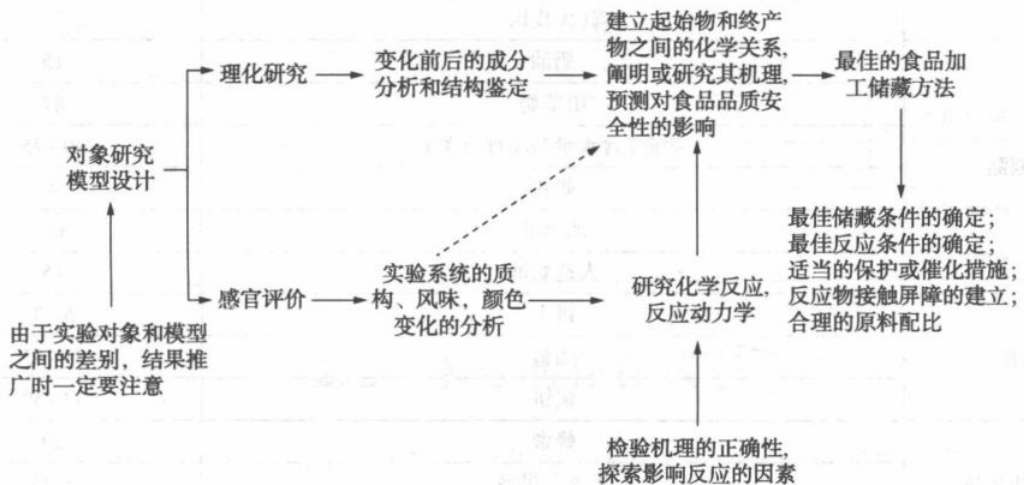 理化研究
变化前后的成分
分析和结构鉴定
建立起始物和终产
物之间的化学关系,
阐明或研究其机理,
预测对食品品质安
全性的影响
最佳的食品加
工储藏方法
对象研究
模型设计
最佳储藏条件的确定;
最佳反应条件的确定;
适当的保护或催化措施;
反应物接触屏障的建立;
合理的原料配比
感官评价
实验系统的质
构、风味，颜色
变化的分析
研究化学反应,
反应动力学
由于实验对象和模型
之间的差别，结果推
广时一定要注意
检验机理的正确性,
探索影响反应的因素